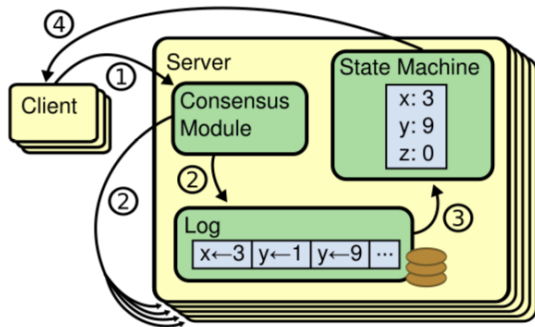 ④
①
Server
State Machine
Client
Consensus
Module
x: 3
y: 9
z: 0
②
②
③
Log
x←3 y←1 y←9 ...